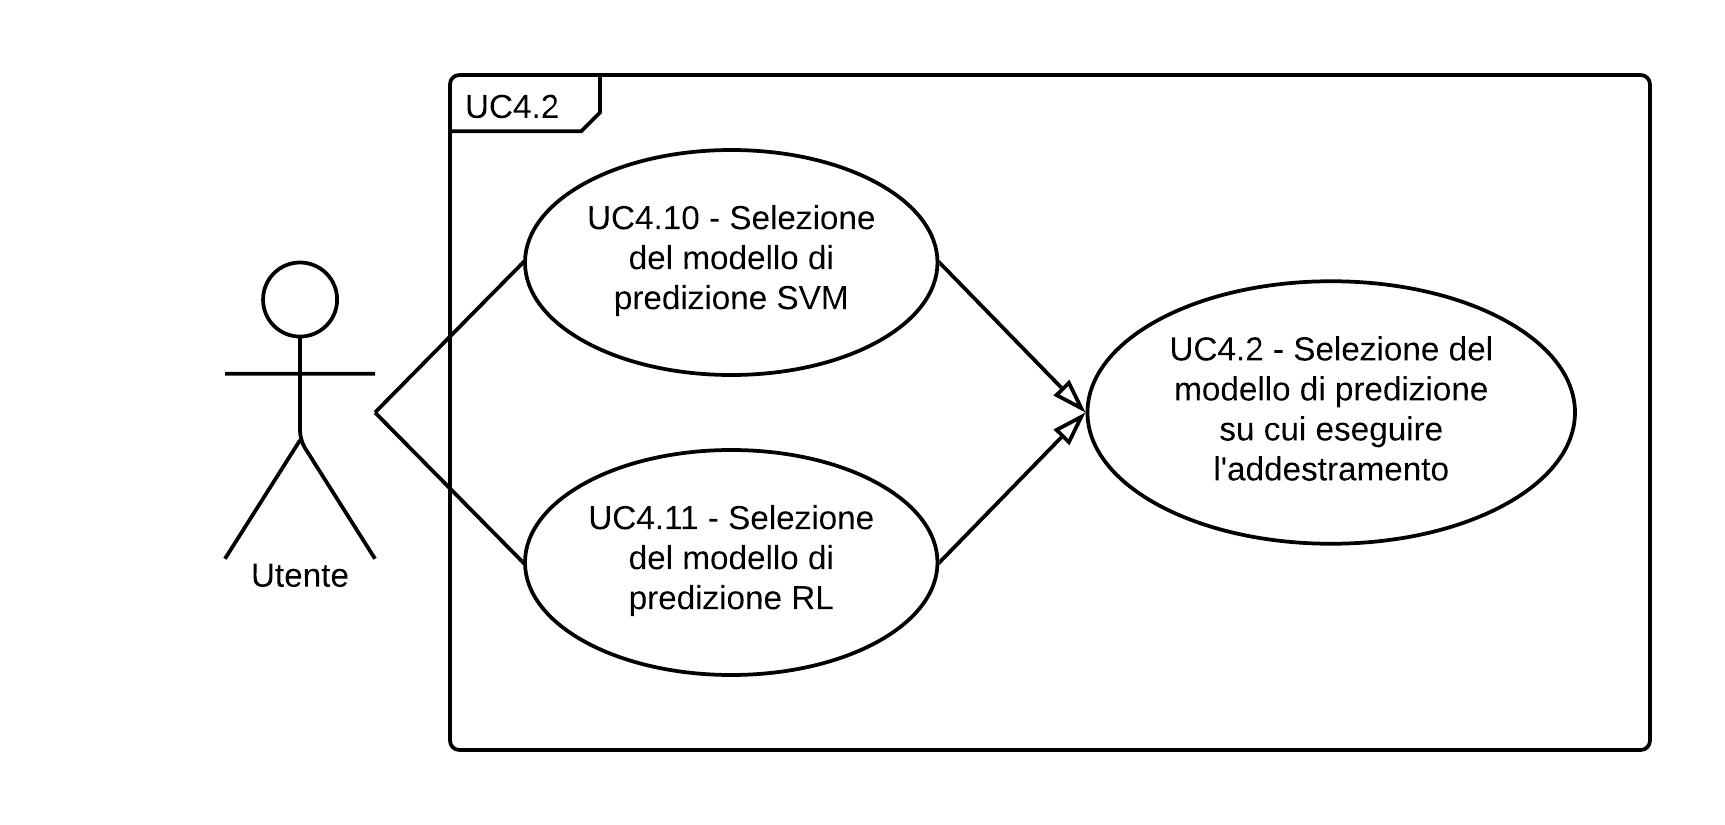 UC4.2
UC4.10 - Selezione
del modello di
predizione SVM
UC4.2 - Selezione del
modello di predizione
su cui eseguire
l'addestramento
UC4.11 - Selezione
del modello di
predizione RL
Utente